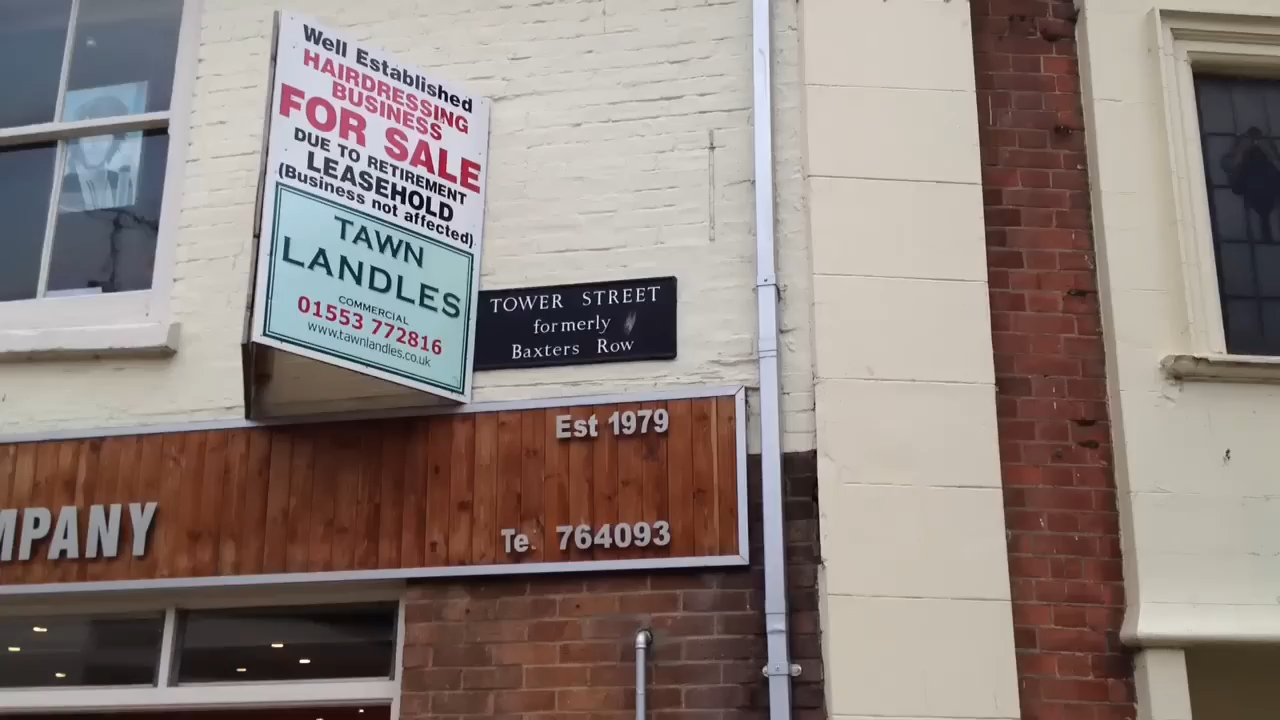 Well Established
HAIRDRESSING
BUSINESS
FOR SALE
DUE TO RETIREMENT
LEASEHOLD
(Business not affected)
TAWN
LANDLES
COMMERCIAL
01553 772816
www.tawnlandles.co.uk
TOWER STREET
formerly
Baxters Row
Est 1979
MPANY
Te 764093